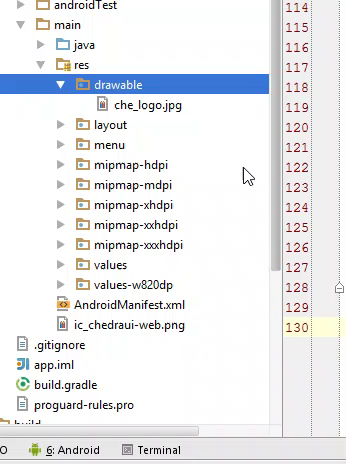 androidTest
main
java
res
drawable
che_logo.jpg
layout
menu
mipmap-hdpi
mipmap-mdpi
mipmap-xhdpi
mipmap-xxhdpi
mipmap-xxxhdpi
values
values-w820dp
AndroidManifest.xml
ic_chedraui-web.png
.gitignore
app.iml
build.gradle
proguard-rules.pro
114
115
116
117
118
119
120
121
122
123
124
125
126
127
128
129
130
6: Android
Terminal